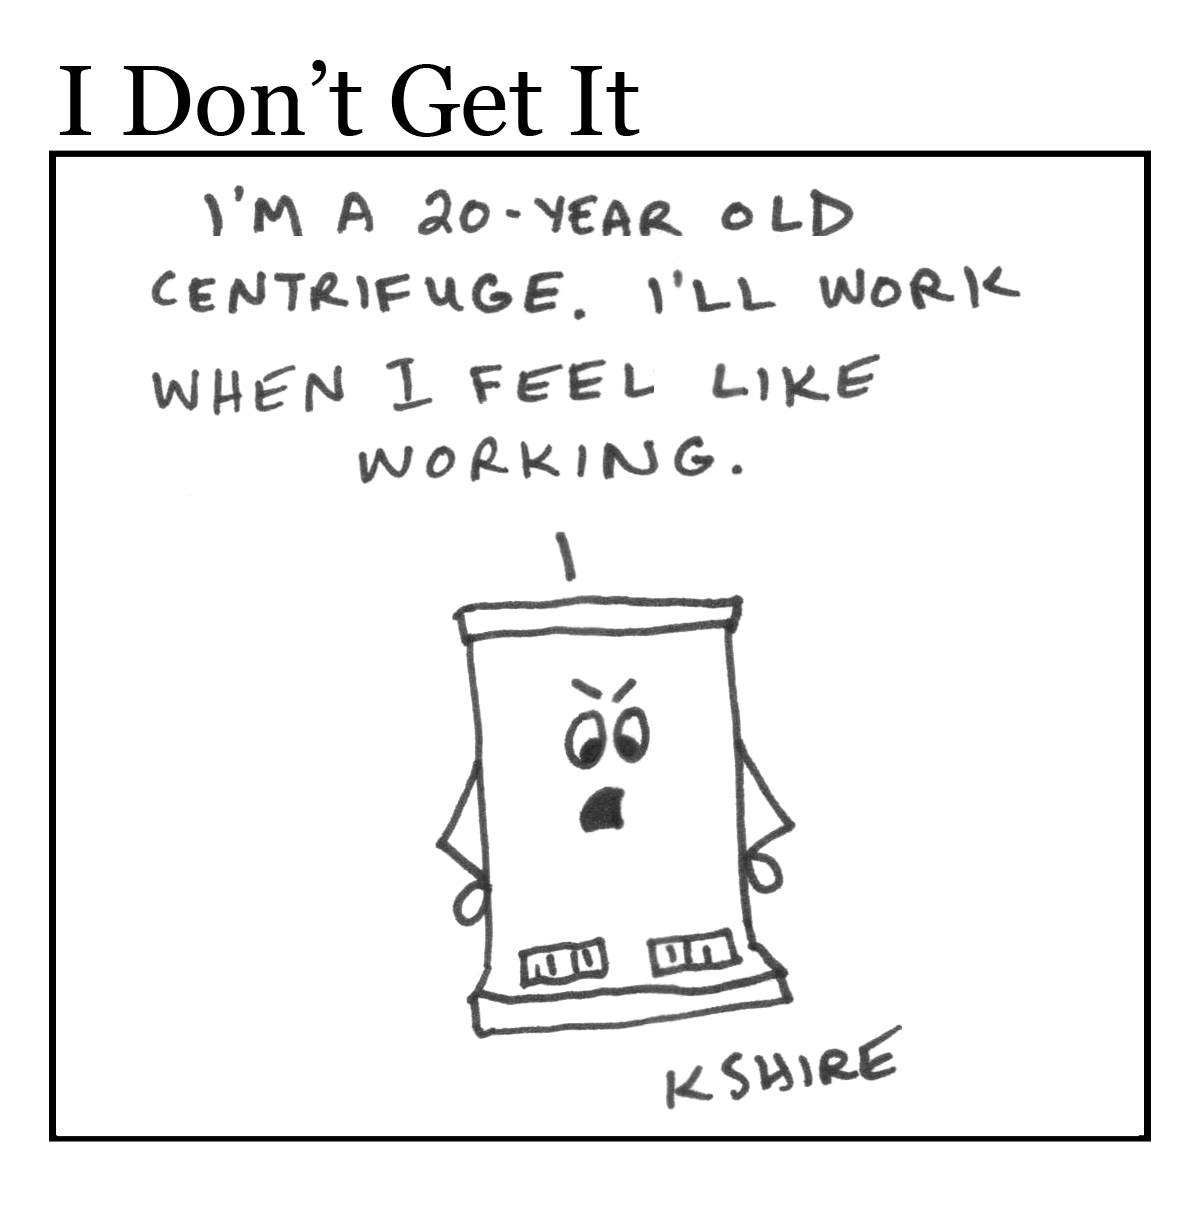 I Don’t Get It
I'M A 20-YEAR OLD
CENTRIFUGE. I'LL WORK
WHEN I FEEL LIKE
WORKING.
KSHIRE